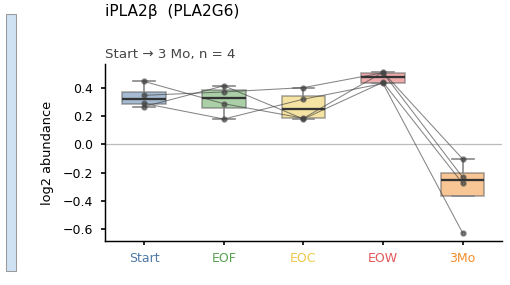 iPLA2β  (PLA2G6)
Start → 3 Mo, n = 4
log2 abundance
0.4
0.2
0.0
−0.2
−0.4
−0.6
Start EOF EOC EOW 3Mo